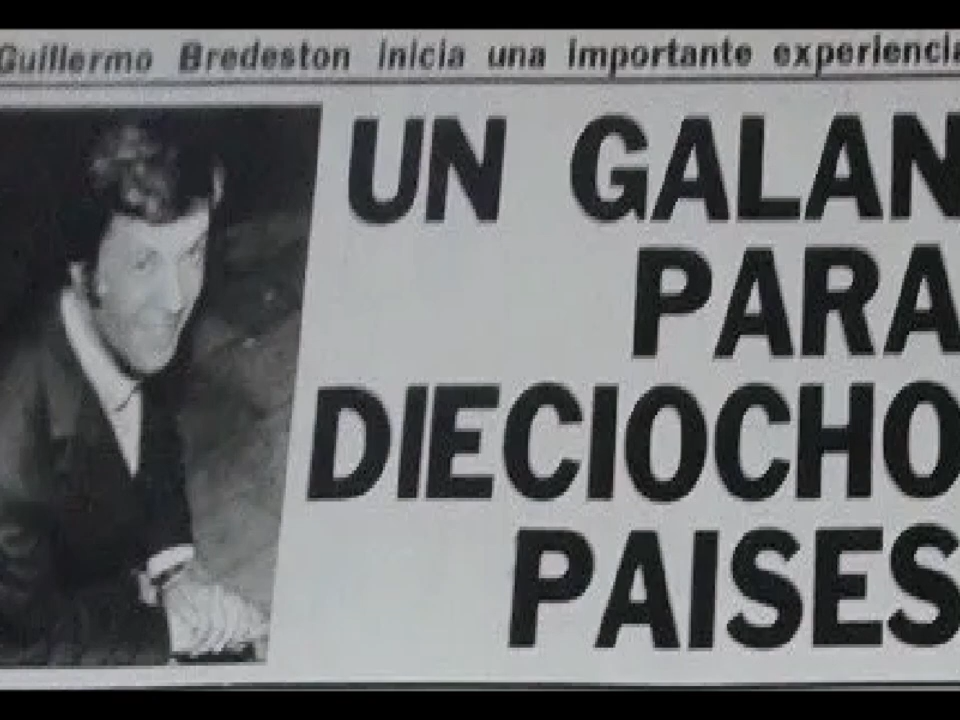 Guillermo Bredeston inicia una importante experiencia
UN GALAN
PARA
DIECIOCHO
PAISES